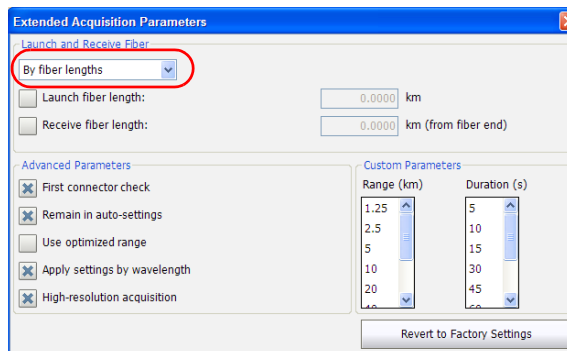 Extended Acquisition Parameters
Launch and Receive Fiber
By fiber lengths
Launch fiber length: 0.0000 km
Receive fiber length: 0.0000 km (from fiber end)
Advanced Parameters
First connector check
Remain in auto-settings
Use optimized range
Apply settings by wavelength
High-resolution acquisition
Custom Parameters
Range (km) Duration (s)
1.25 5
2.5 10
5 15
10 30
20 45
Revert to Factory Settings